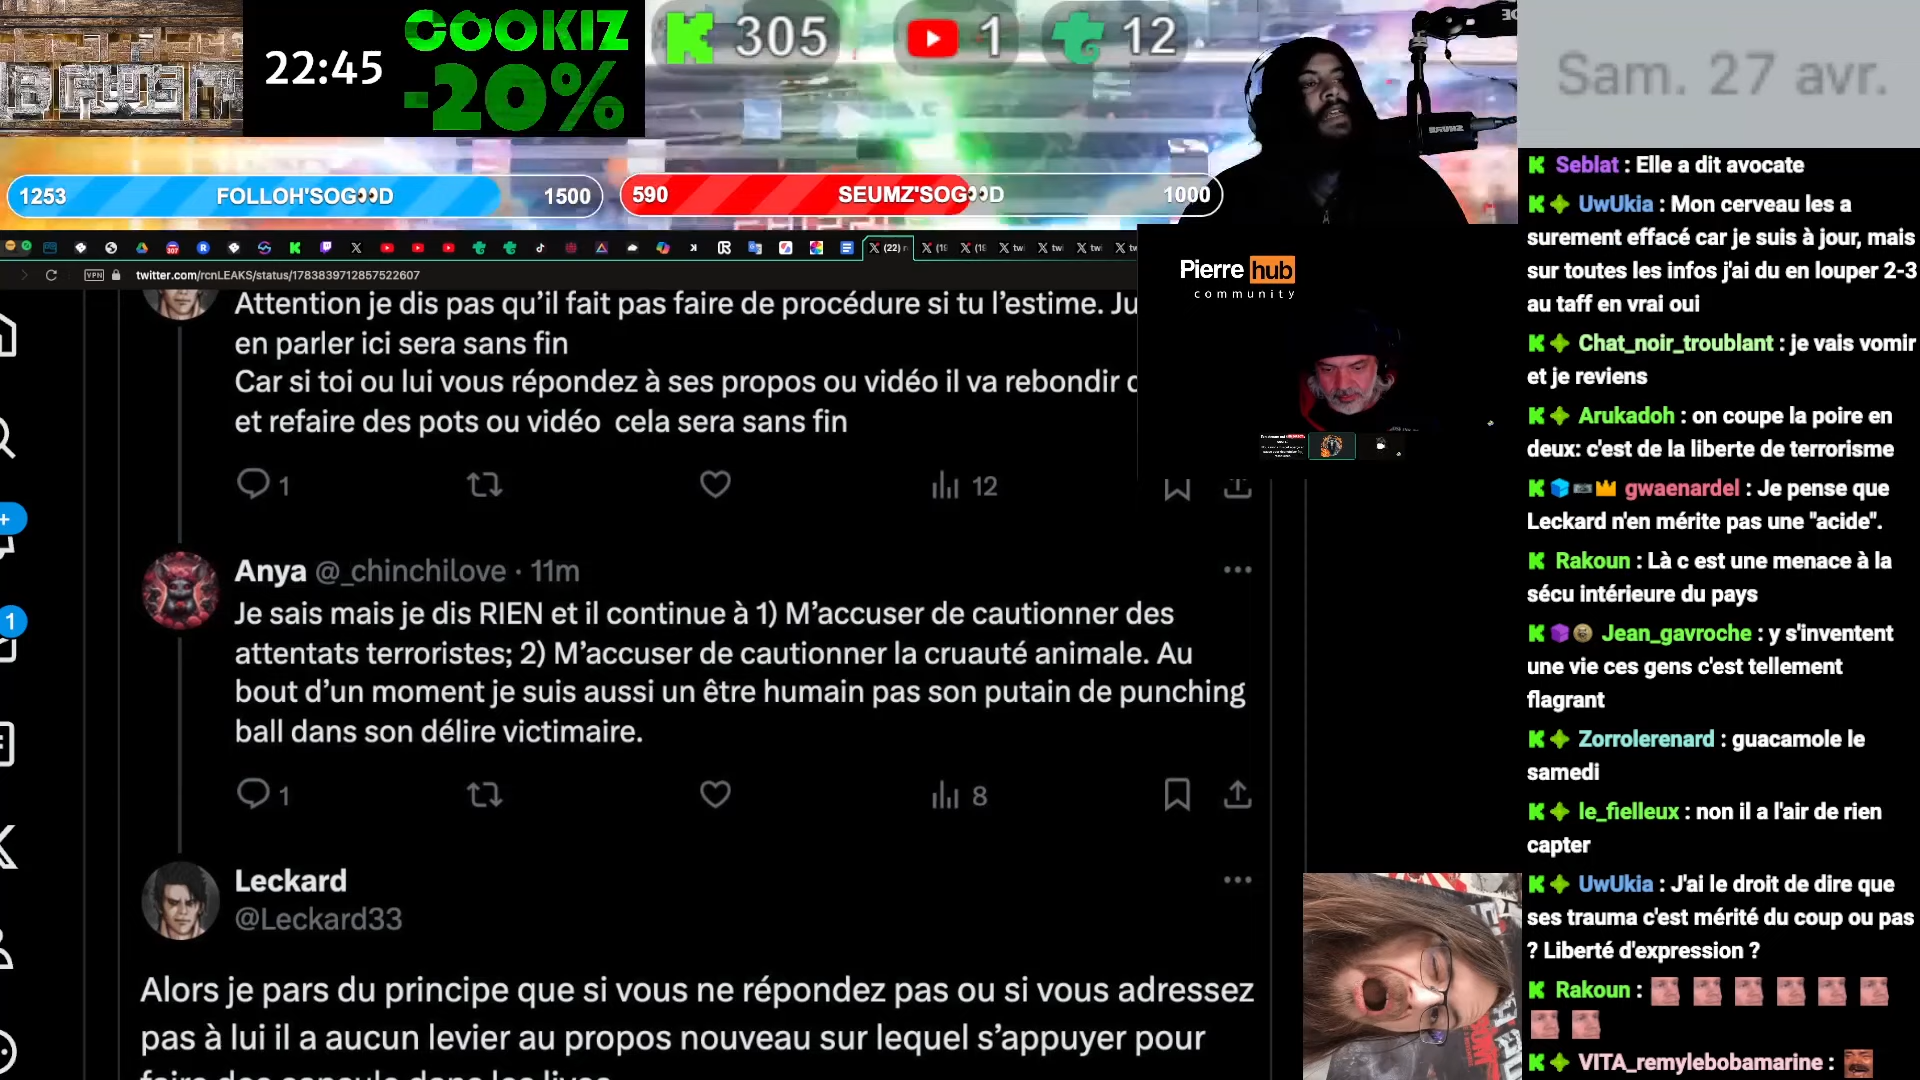 22:45
COOKIZ
-20%
305
1
12
Sam. 27 avr.
1253 FOLLOH'SOG👀D 1500
590 SEUMZ'SOG👀D 1000
twitter.com/rcnLEAKS/status/1783839712857522607
VPN
Pierre hub
community
Attention je dis pas qu’il fait pas faire de procédure si tu l’estime. Ju
en parler ici sera sans fin
Car si toi ou lui vous répondez à ses propos ou vidéo il va rebondir
et refaire des pots ou vidéo cela sera sans fin
1
12
Anya @_chinchilove · 11m
Je sais mais je dis RIEN et il continue à 1) M’accuser de cautionner des
attentats terroristes; 2) M’accuser de cautionner la cruauté animale. Au
bout d’un moment je suis aussi un être humain pas son putain de punching
ball dans son délire victimaire.
1
8
Leckard
@Leckard33
Alors je pars du principe que si vous ne répondez pas ou si vous adressez
pas à lui il a aucun levier au propos nouveau sur lequel s’appuyer pour
faire des capsule dans les lives
Seblat : Elle a dit avocate
UwUkia : Mon cerveau les a
surement effacé car je suis à jour, mais
sur toutes les infos j'ai du en louper 2-3
au taff en vrai oui
Chat_noir_troublant : je vais vomir
et je reviens
Arukadoh : on coupe la poire en
deux: c'est de la liberte de terrorisme
gwaenardel : Je pense que
Leckard n'en mérite pas une "acide".
Rakoun : Là c est une menace à la
sécu intérieure du pays
Jean_gavroche : y s'inventent
une vie ces gens c'est tellement
flagrant
Zorrolerenard : guacamole le
samedi
le_fielleux : non il a l'air de rien
capter
UwUkia : J'ai le droit de dire que
ses trauma c'est mérité du coup ou pas
? Liberté d'expression ?
Rakoun :
VITA_remylebobamarine :